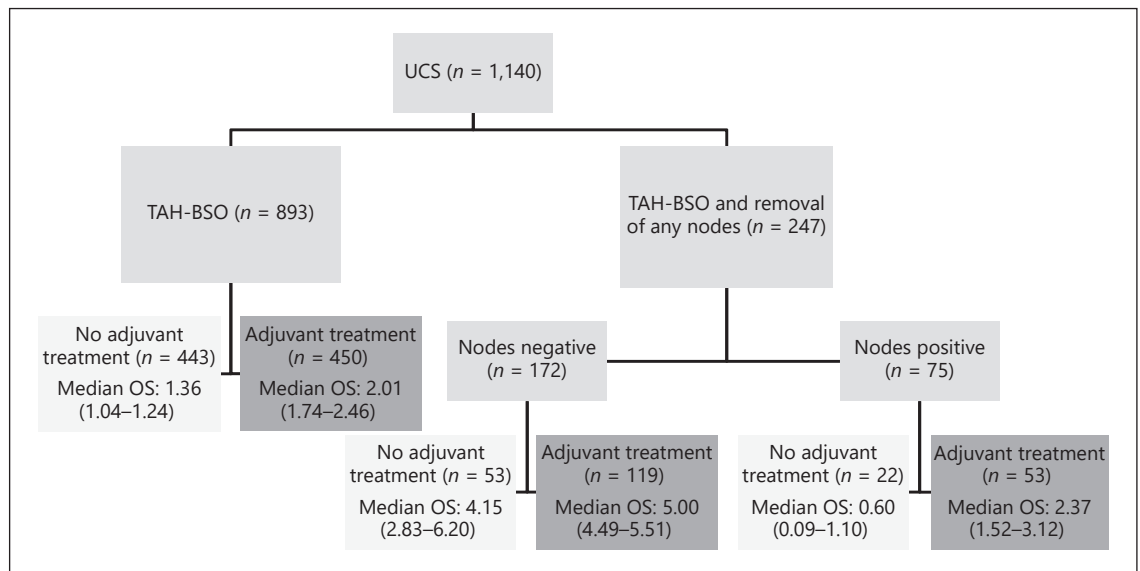 UCS (n = 1,140)
TAH-BSO (n = 893)
TAH-BSO and removal
of any nodes (n = 247)
No adjuvant
treatment (n = 443)
Median OS: 1.36
(1.04–1.24)
Adjuvant treatment
(n = 450)
Median OS: 2.01
(1.74–2.46)
Nodes negative
(n = 172)
Nodes positive
(n = 75)
No adjuvant
treatment (n = 53)
Median OS: 4.15
(2.83–6.20)
Adjuvant treatment
(n = 119)
Median OS: 5.00
(4.49–5.51)
No adjuvant
treatment (n = 22)
Median OS: 0.60
(0.09–1.10)
Adjuvant treatment
(n = 53)
Median OS: 2.37
(1.52–3.12)